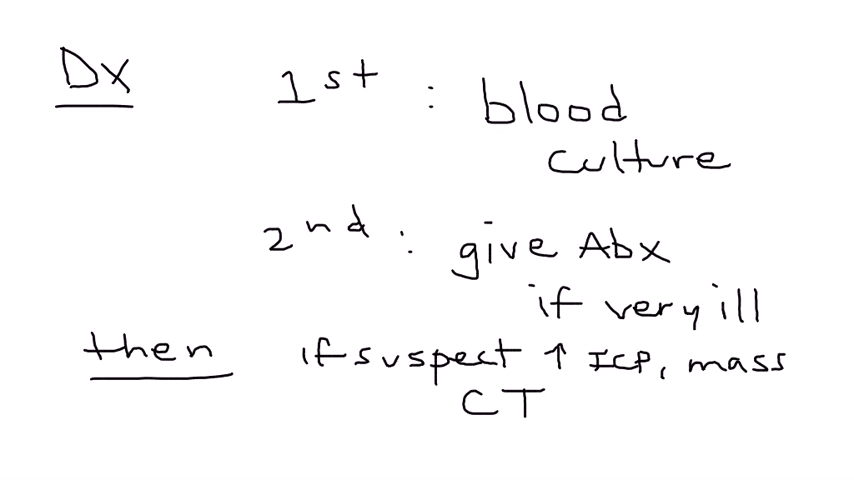 Dx 1st : blood
culture
2nd : give Abx
if very ill
then if suspect ↑ ICP, mass
CT